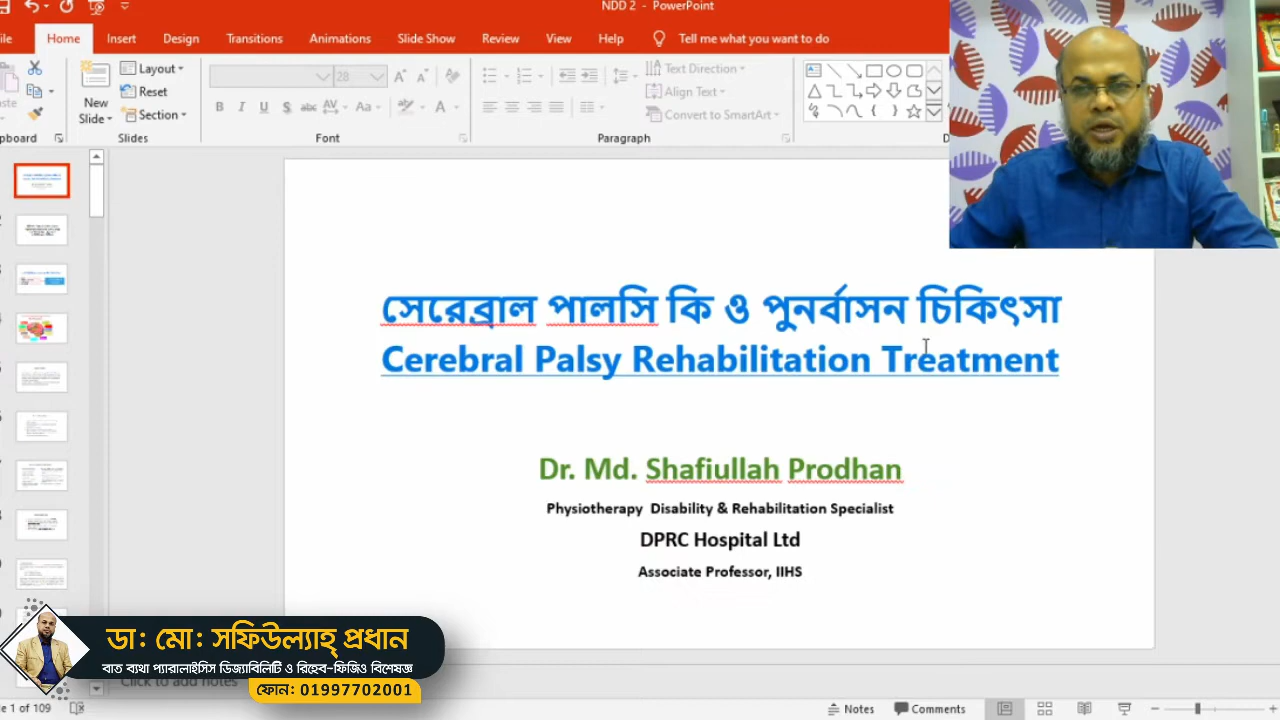 NDD 2 - PowerPoint
Home Insert Design Transitions Animations Slide Show Review View Help Tell me what you want to do
New Slide
Layout
Reset
Section
28
Text Direction
Align Text
Convert to SmartArt
Slides Font Paragraph
সেরেব্রাল পালসি কি ও পুনর্বাসন চিকিৎসা
Cerebral Palsy Rehabilitation Treatment
Dr. Md. Shafiullah Prodhan
Physiotherapy Disability & Rehabilitation Specialist
DPRC Hospital Ltd
Associate Professor, IIHS
ডাঃ মোঃ সফিউল্যাহ্ প্রধান
বাত ব্যথা প্যারালাইসিস ডিজ্যাবিলিটি ও রিহেব-ফিজিও বিশেষজ্ঞ
ফোন: 01997702001
Click to add notes
1 of 109
Notes Comments